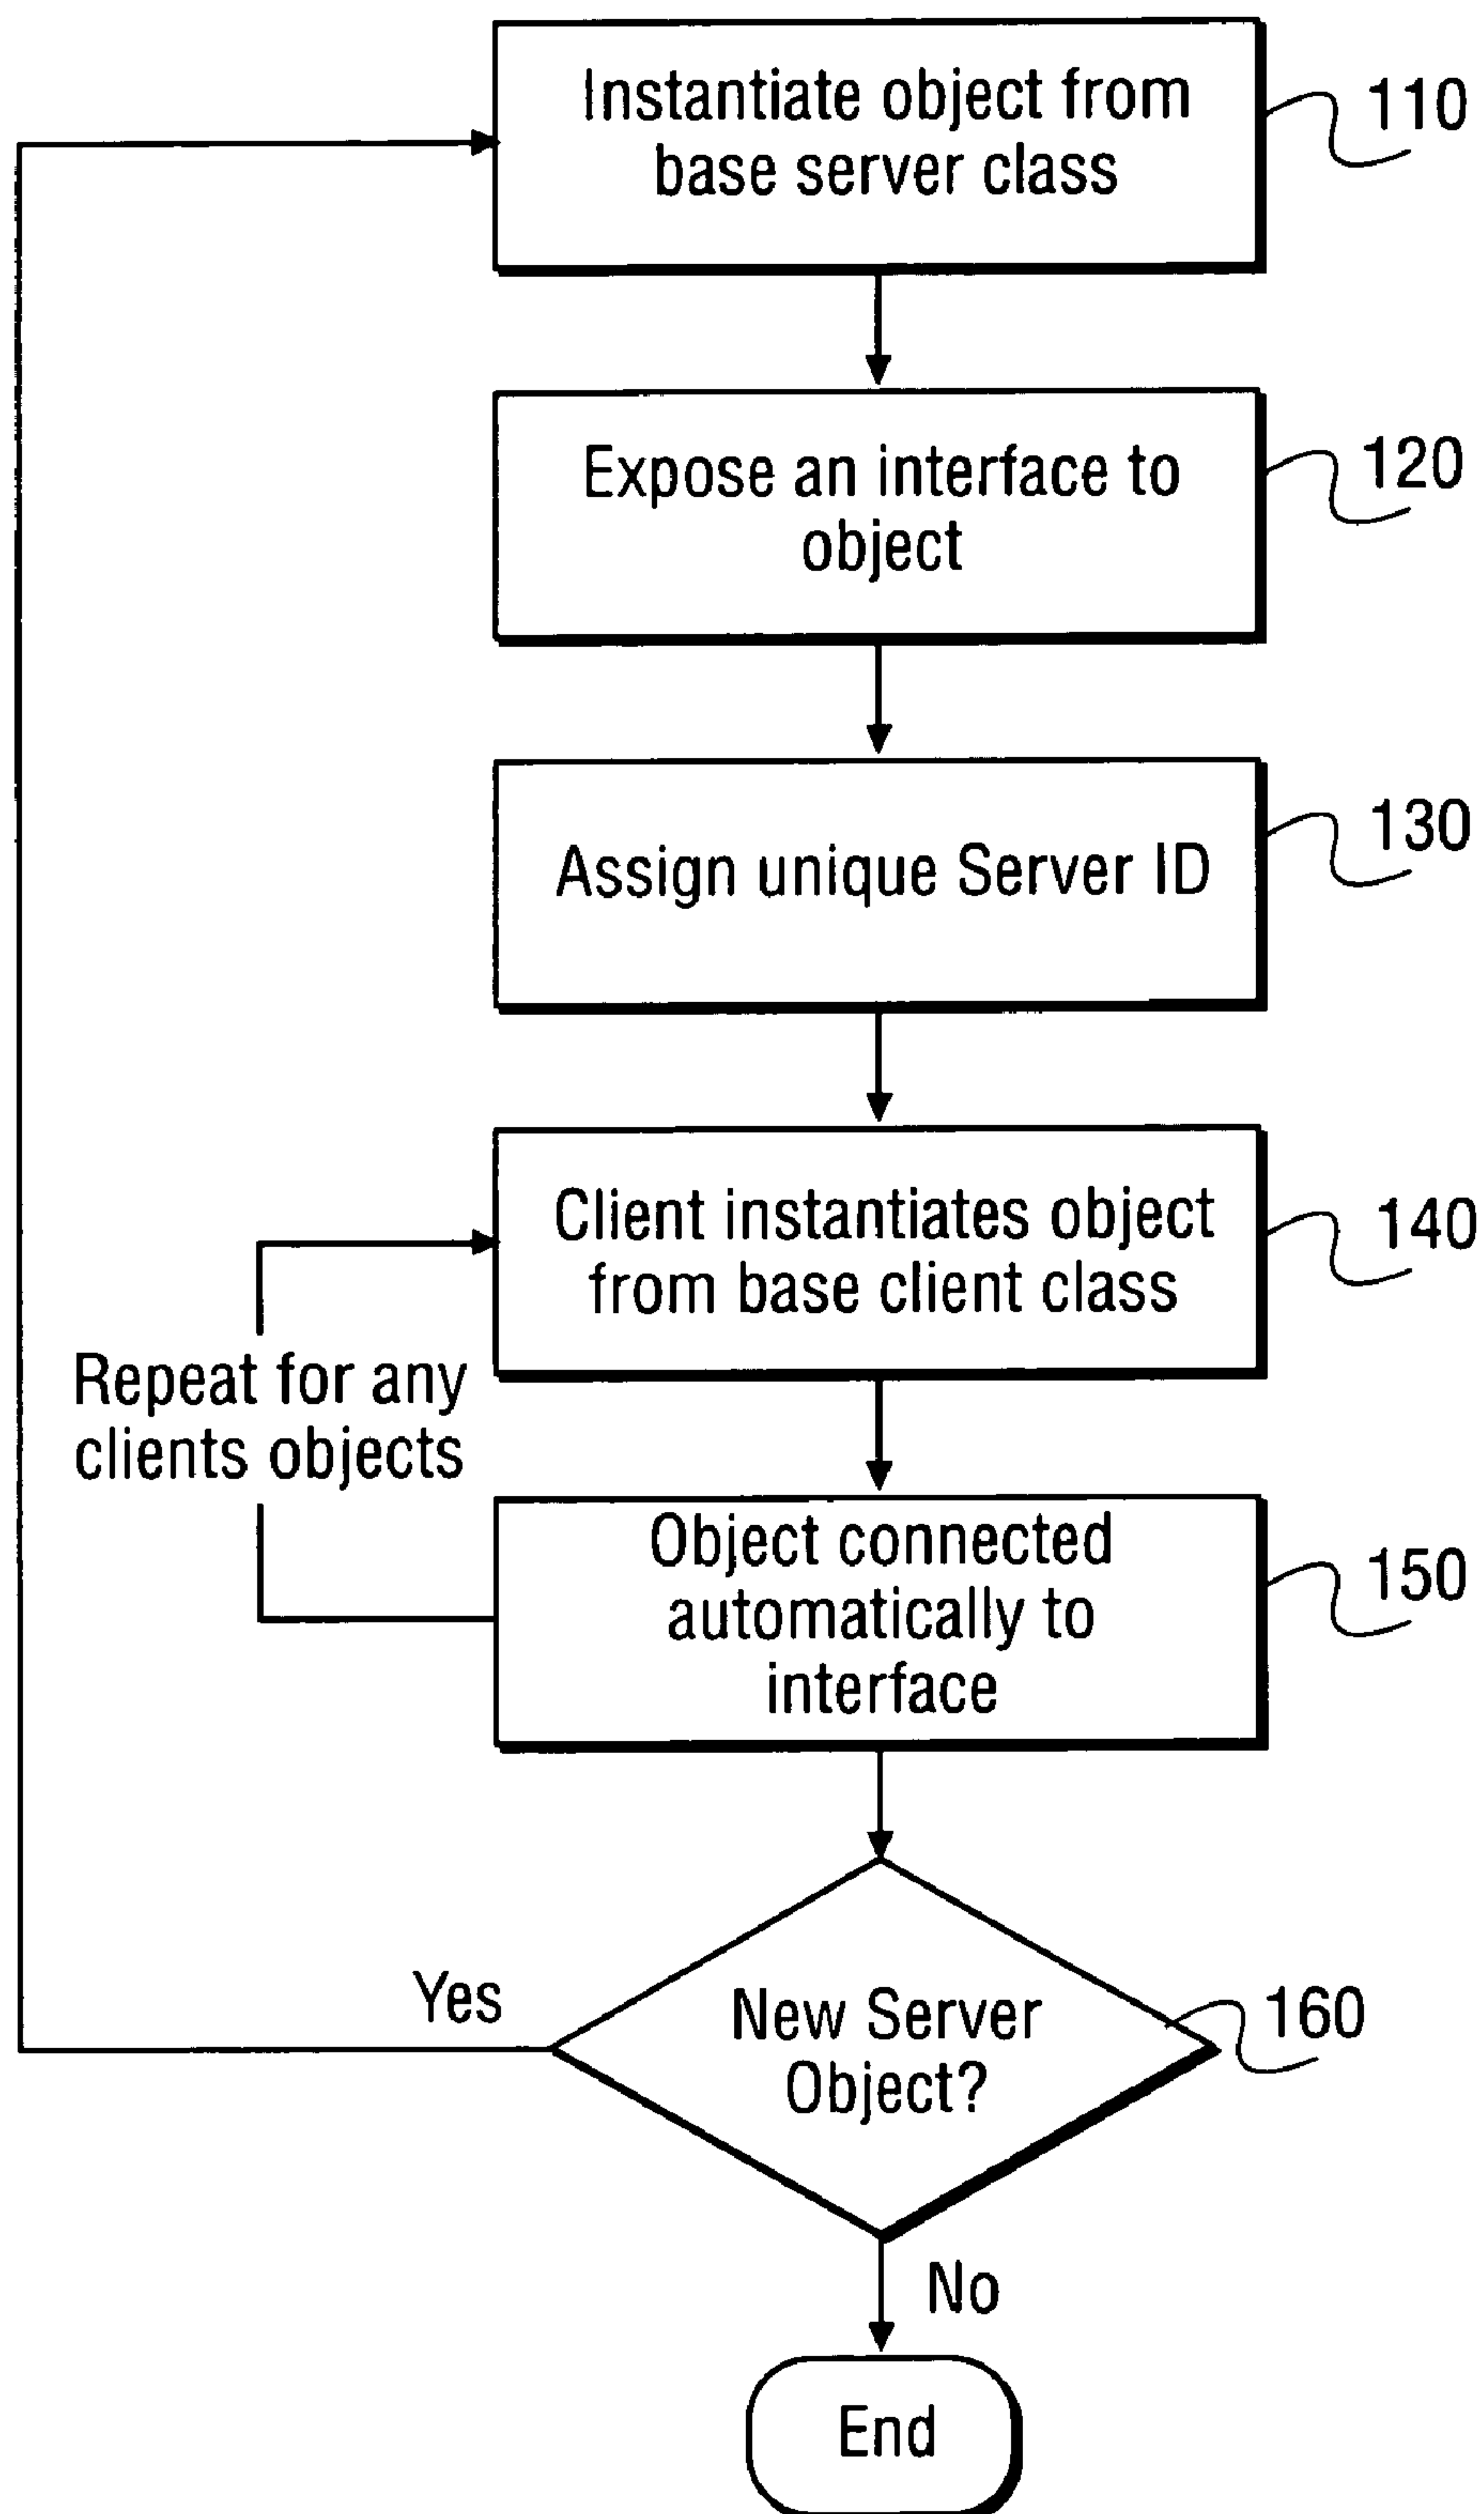 Instantiate object from
base server class
110
Expose an interface to
object
120
Assign unique Server ID
130
Client instantiates object
from base client class
140
Repeat for any
clients objects
Object connected
automatically to
interface
150
Yes
New Server
Object?
160
No
End